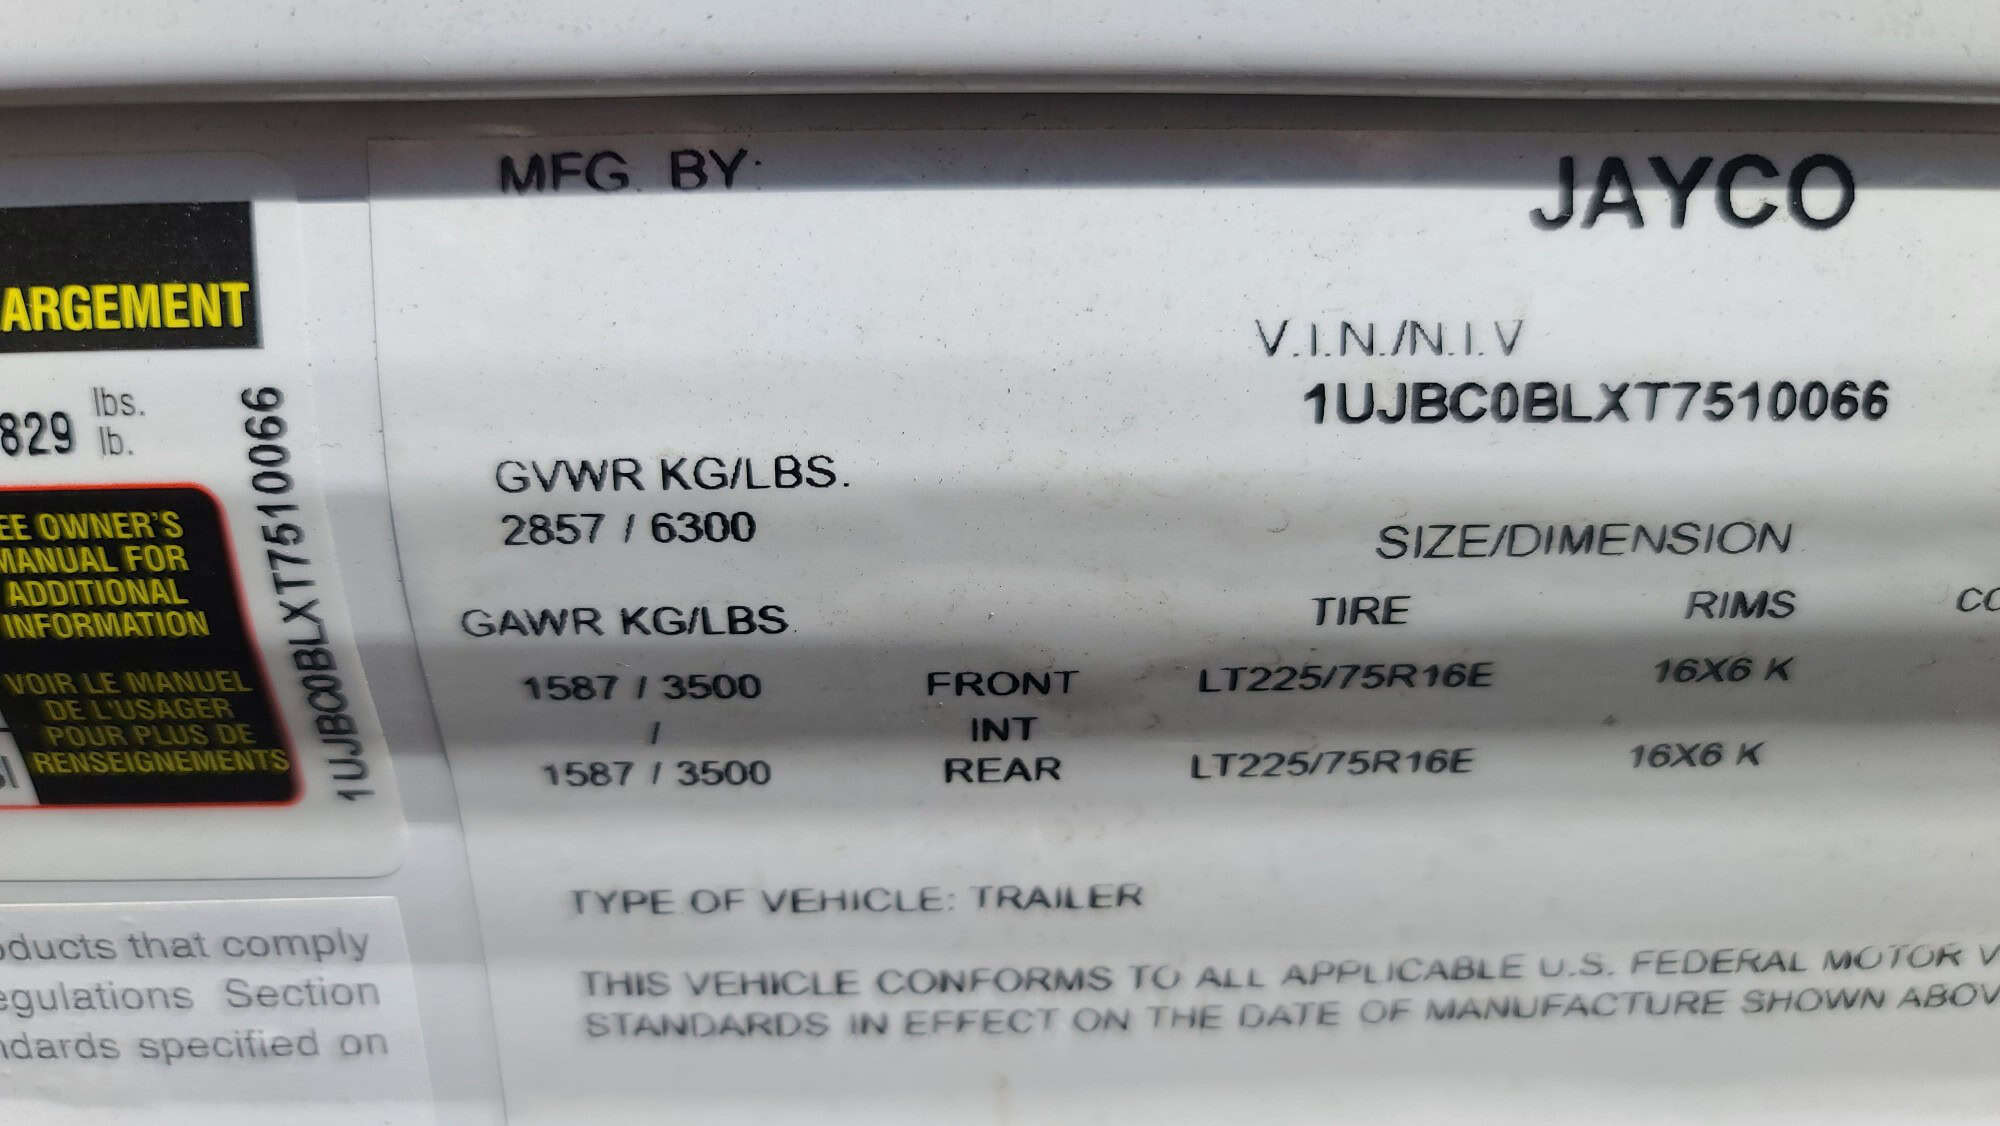 MFG. BY: JAYCO
V.I.N./N.I.V
1UJBC0BLXT7510066
GVWR KG/LBS.
2857 / 6300
SIZE/DIMENSION
GAWR KG/LBS. TIRE RIMS CO
1587 / 3500 FRONT LT225/75R16E 16X6 K
/ INT
1587 / 3500 REAR LT225/75R16E 16X6 K
TYPE OF VEHICLE: TRAILER
THIS VEHICLE CONFORMS TO ALL APPLICABLE U.S. FEDERAL MOTOR V
STANDARDS IN EFFECT ON THE DATE OF MANUFACTURE SHOWN ABOV
ARGEMENT
829 lbs.
lb.
EE OWNER'S
MANUAL FOR
ADDITIONAL
INFORMATION
VOIR LE MANUEL
DE L'USAGER
POUR PLUS DE
RENSEIGNEMENTS
1UJBC0BLXT7510066
oducts that comply
egulations Section
ndards specified on